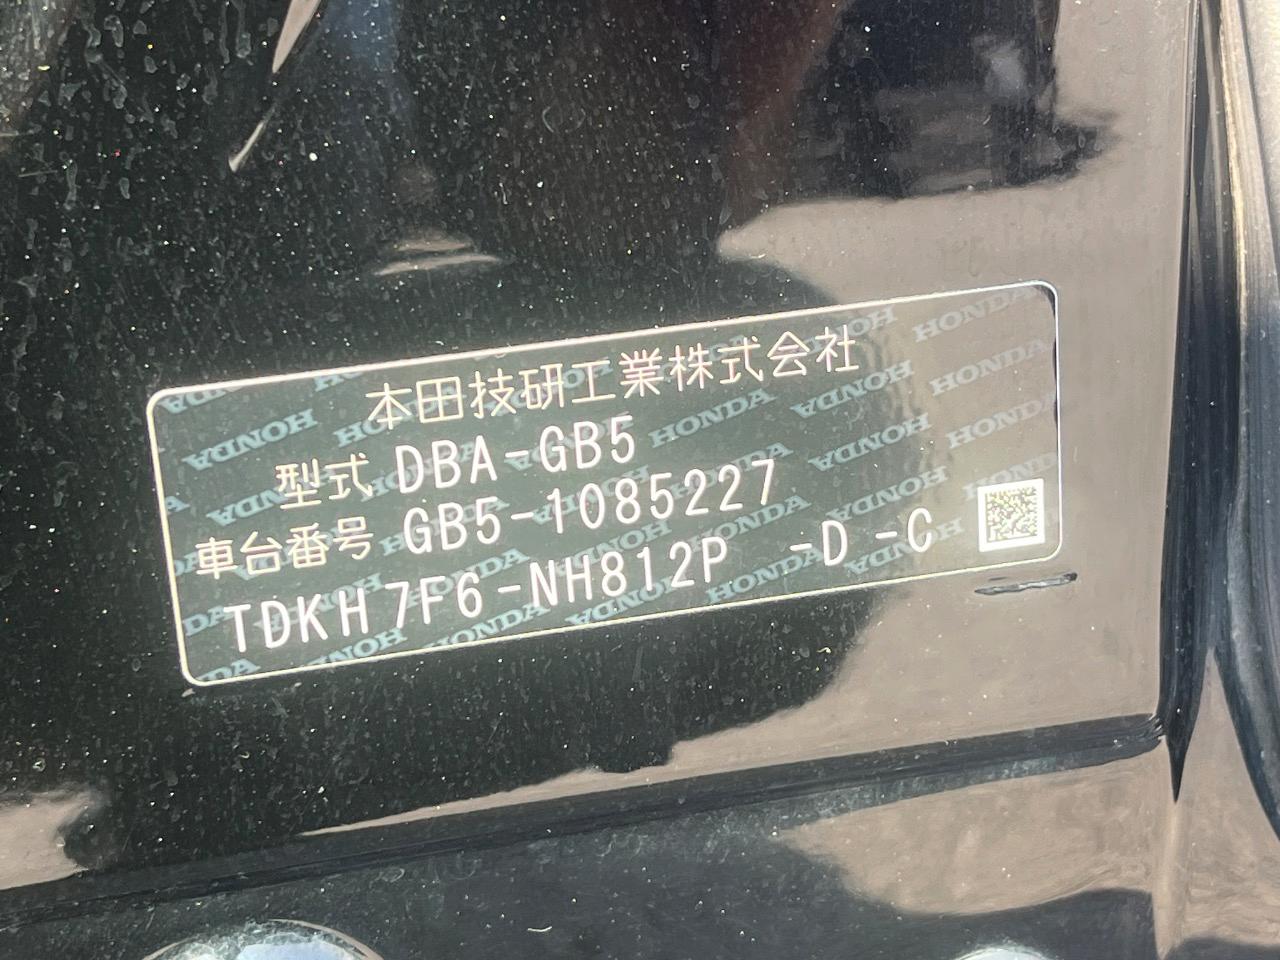 本田技研工業株式会社
型式 DBA-GB5
車台番号 GB5-1085227
TDKH7F6-NH812P -D-C